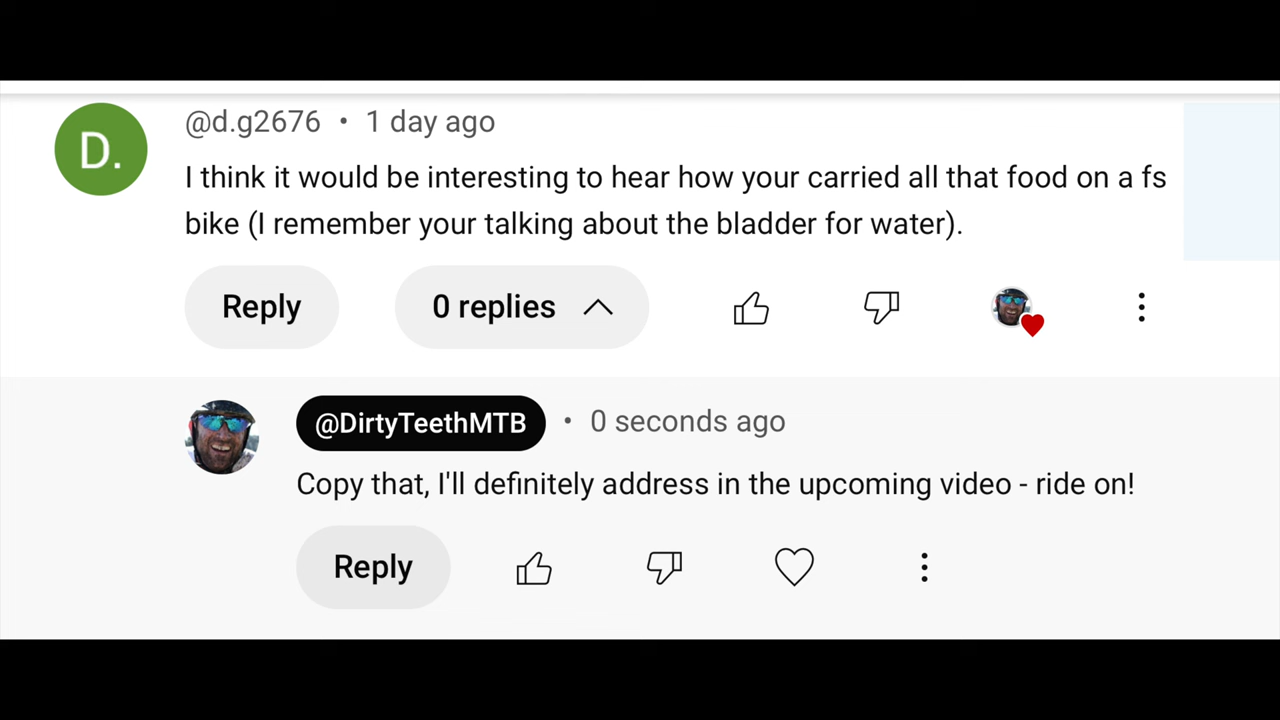 D.
@d.g2676 • 1 day ago
I think it would be interesting to hear how your carried all that food on a fs
bike (I remember your talking about the bladder for water).
Reply 0 replies
@DirtyTeethMTB • 0 seconds ago
Copy that, I'll definitely address in the upcoming video - ride on!
Reply